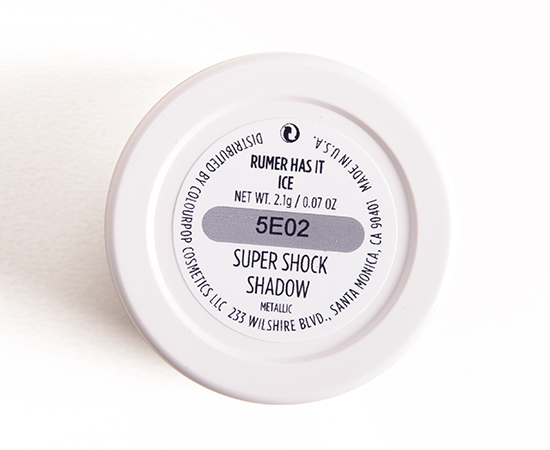 RUMER HAS IT
ICE
NET WT. 2.1g / 0.07 OZ
5E02
SUPER SHOCK
SHADOW
METALLIC
DISTRIBUTED BY COLOURPOP COSMETICS LLC 233 WILSHIRE BLVD., SANTA MONICA, CA 90401 MADE IN U.S.A.